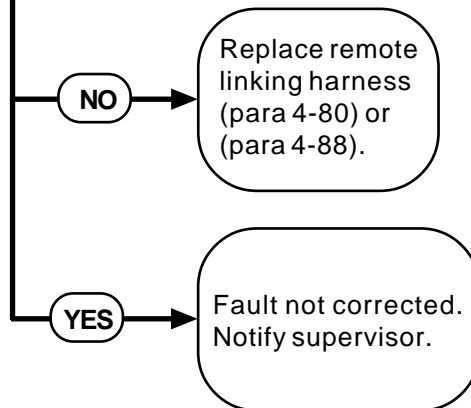 NO
Replace remote
linking harness
(para 4-80) or
(para 4-88).
YES
Fault not corrected.
Notify supervisor.